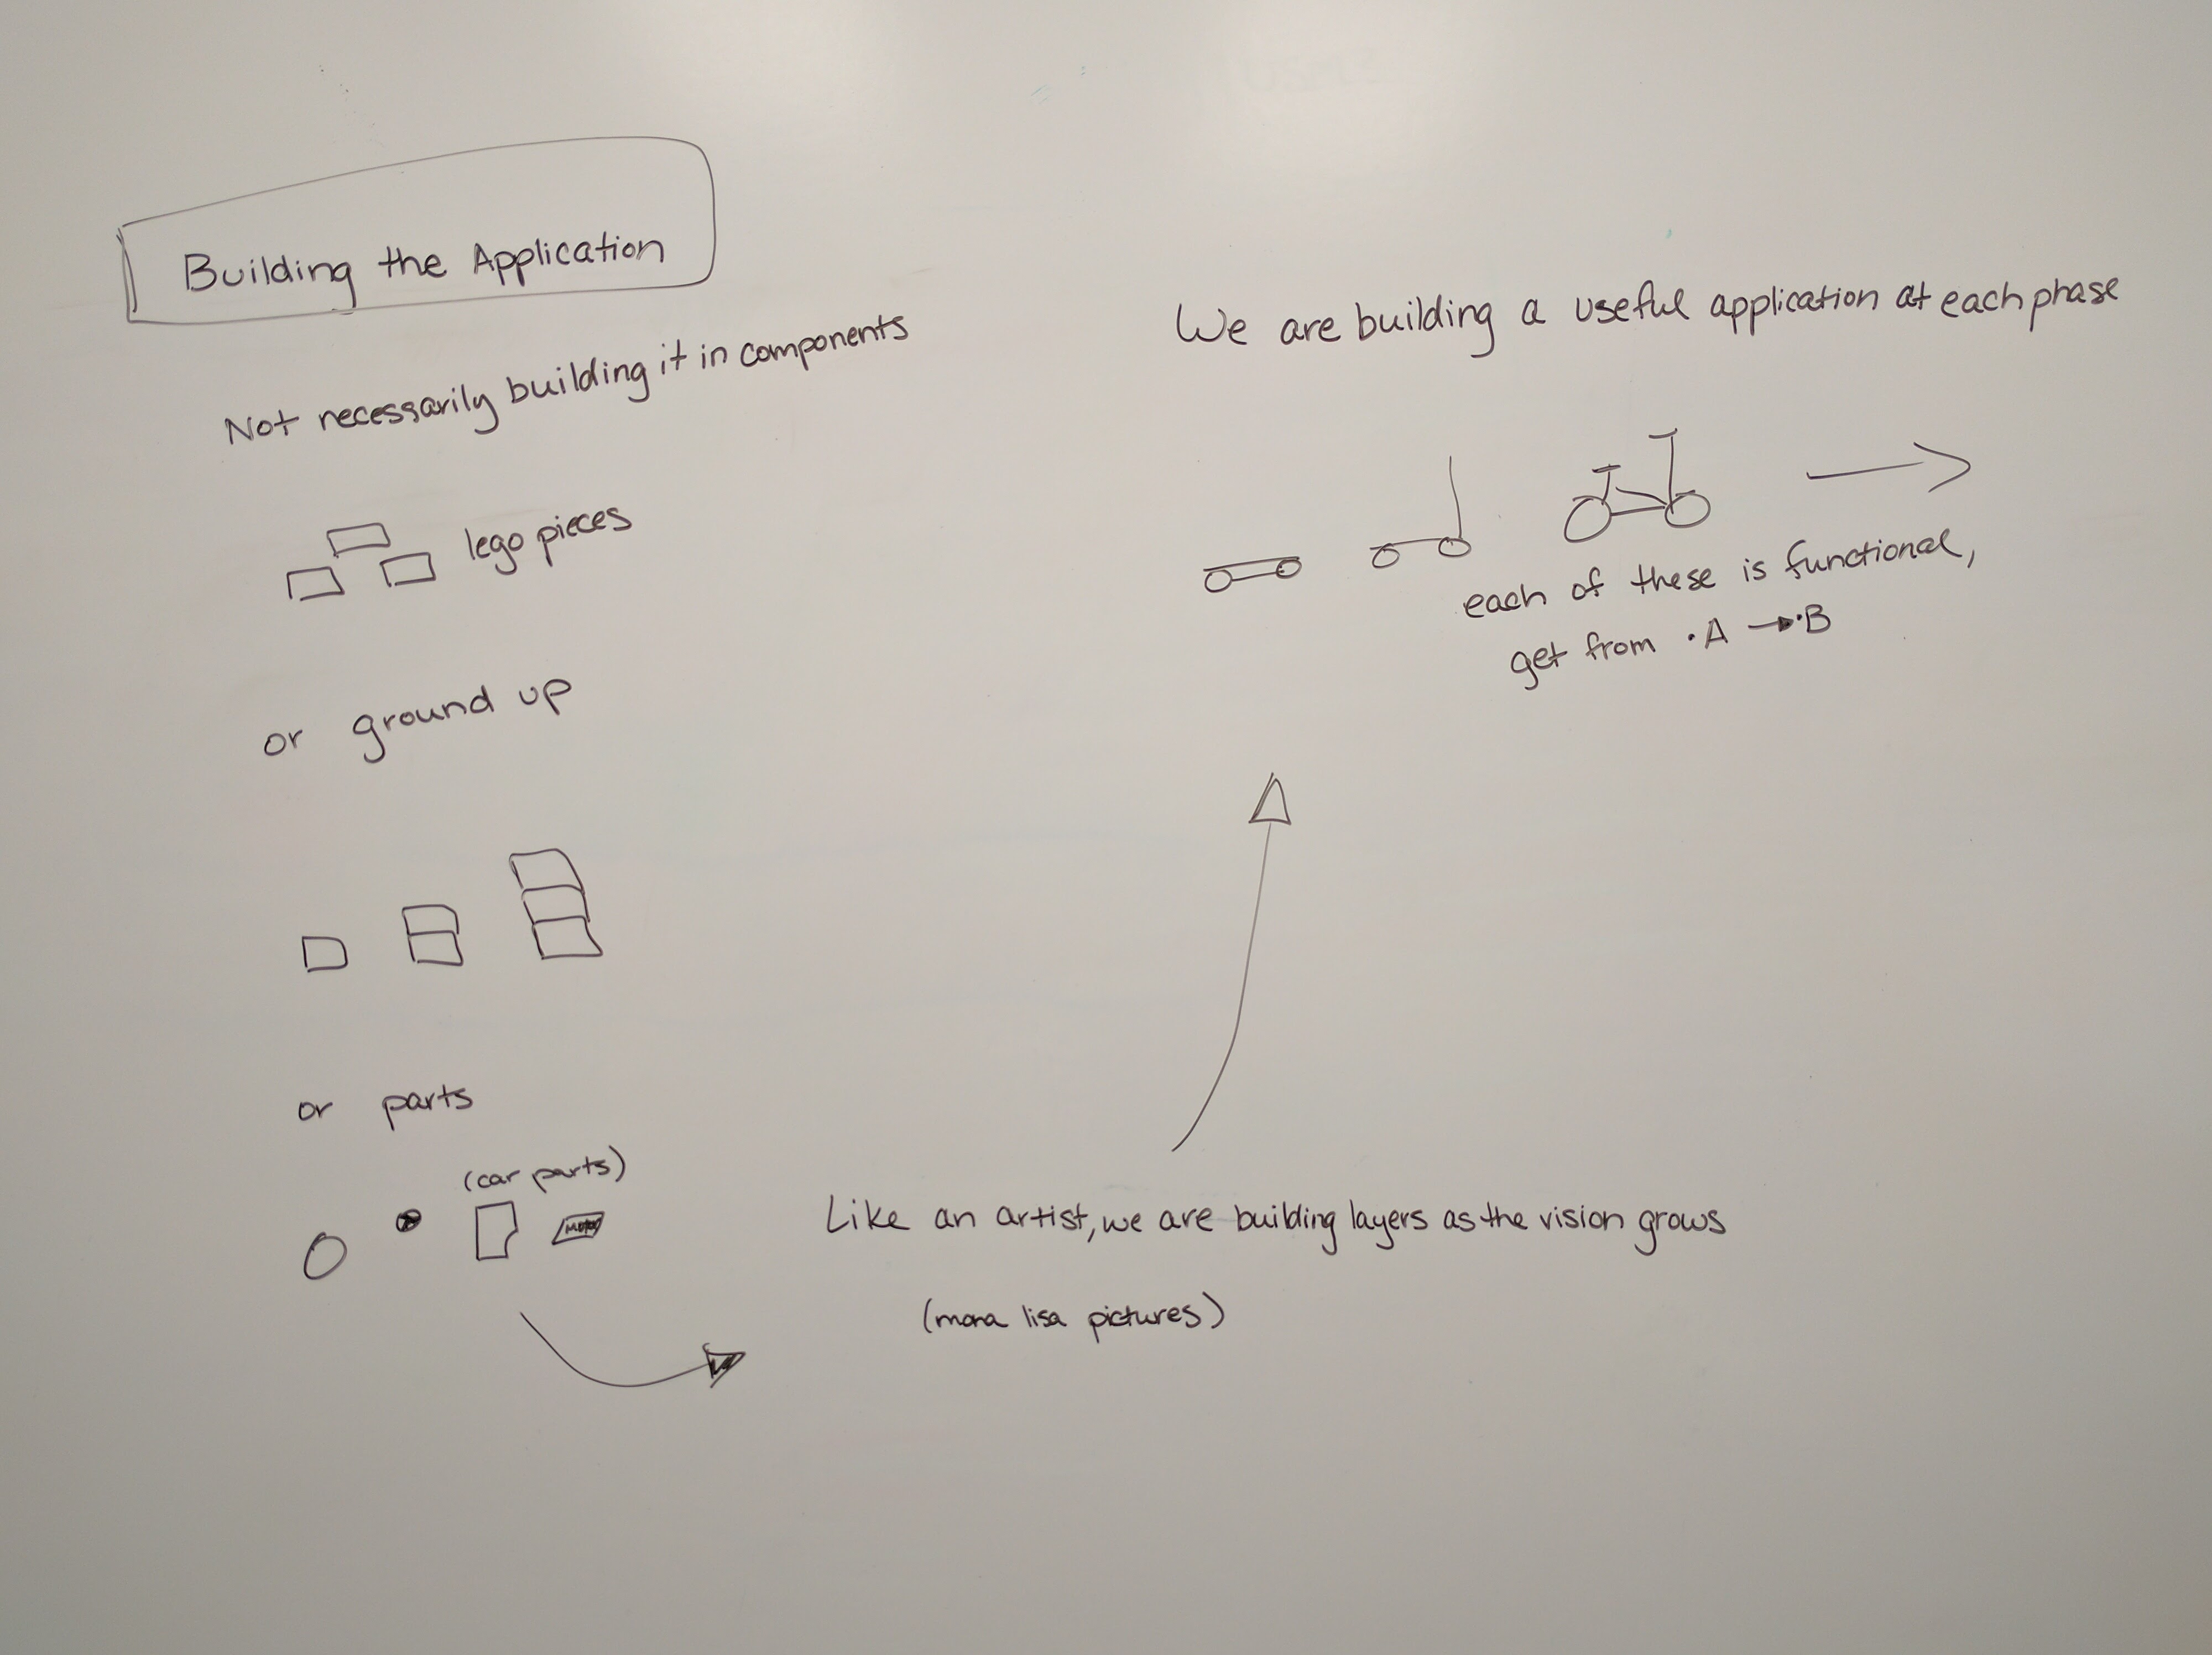 Building the Application
Not necessarily building it in components
lego pieces
or ground up
or parts
(car parts)
MOTOR
Like an artist, we are building layers as the vision grows
(mona lisa pictures)
We are building a useful application at each phase
each of these is functional,
get from · A → · B